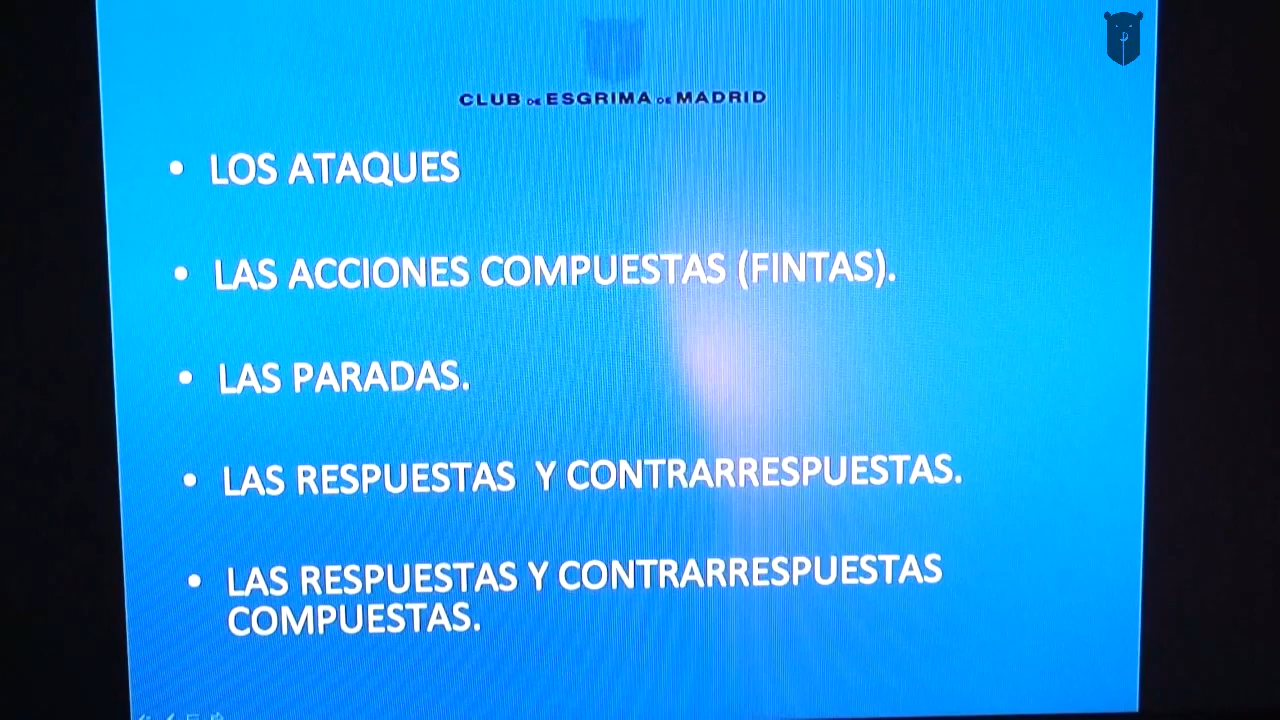 CLUB DE ESGRIMA DE MADRID
• LOS ATAQUES
• LAS ACCIONES COMPUESTAS (FINTAS).
• LAS PARADAS.
• LAS RESPUESTAS Y CONTRARRESPUESTAS.
• LAS RESPUESTAS Y CONTRARRESPUESTAS
COMPUESTAS.